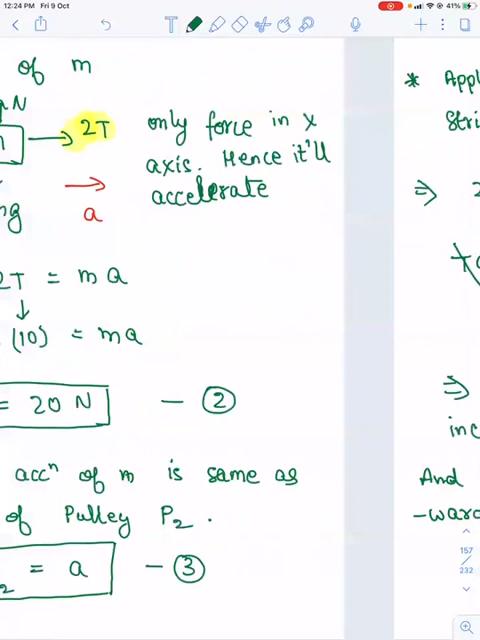 12:24 PM Fri 9 Oct
41%
of m
N
2T
only force in x
axis. Hence it'll
accelerate
a
2T = ma
(10) = ma
= 20 N — ②
accⁿ of m is same as
of Pulley P₂ .
₂ = a — ③
* Appl
Stri
⇒ 2
⇒
inc
And
-ward
157
232